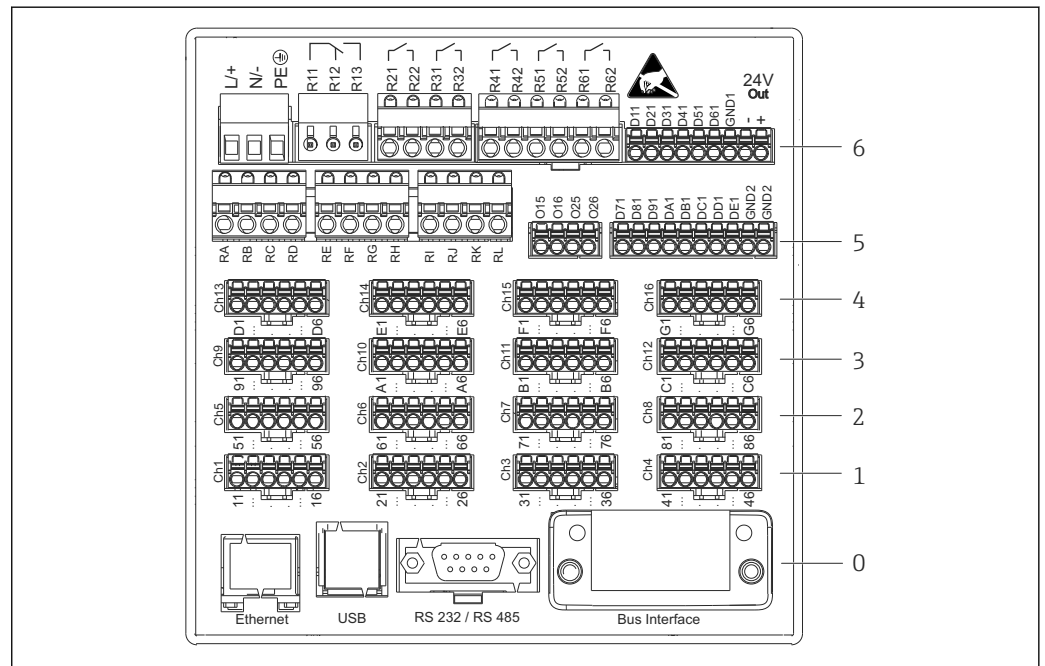 L/+ N/- PE R11 R12 R13 R21 R22 R31 R32 R41 R42 R51 R52 R61 R62
24V
Out
D11 D21 D31 D41 D51 D61 GND1 - +
6
O15 O16 O25 O26 D71 D81 D91 DA1 DB1 DC1 DD1 DE1 GND2 GND2
5
RA RB RC RD RE RF RG RH RI RJ RK RL
Ch13 Ch14 Ch15 Ch16 4
D1 ... ... ... ... D6 E1 ... ... ... ... E6 F1 ... ... ... ... F6 G1 ... ... ... ... G6
Ch9 Ch10 Ch11 Ch12 3
91 ... ... ... ... 96 A1 ... ... ... ... A6 B1 ... ... ... ... B6 C1 ... ... ... ... C6
Ch5 Ch6 Ch7 Ch8 2
51 ... ... ... ... 56 61 ... ... ... ... 66 71 ... ... ... ... 76 81 ... ... ... ... 86
Ch1 Ch2 Ch3 Ch4 1
11 ... ... ... ... 16 21 ... ... ... ... 26 31 ... ... ... ... 36 41 ... ... ... ... 46
0
Ethernet USB RS 232 / RS 485 Bus Interface